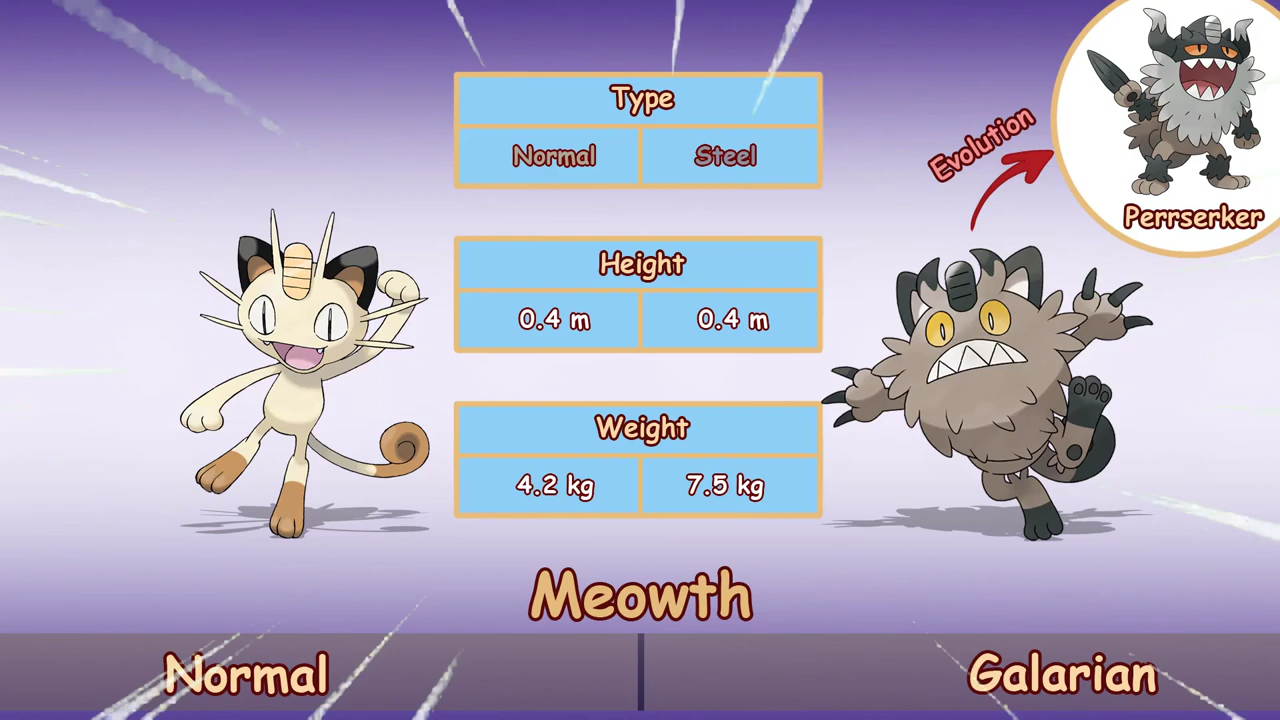 Type
Normal Steel
Evolution
Perrserker
Height
0.4 m 0.4 m
Weight
4.2 kg 7.5 kg
Meowth
Normal Galarian